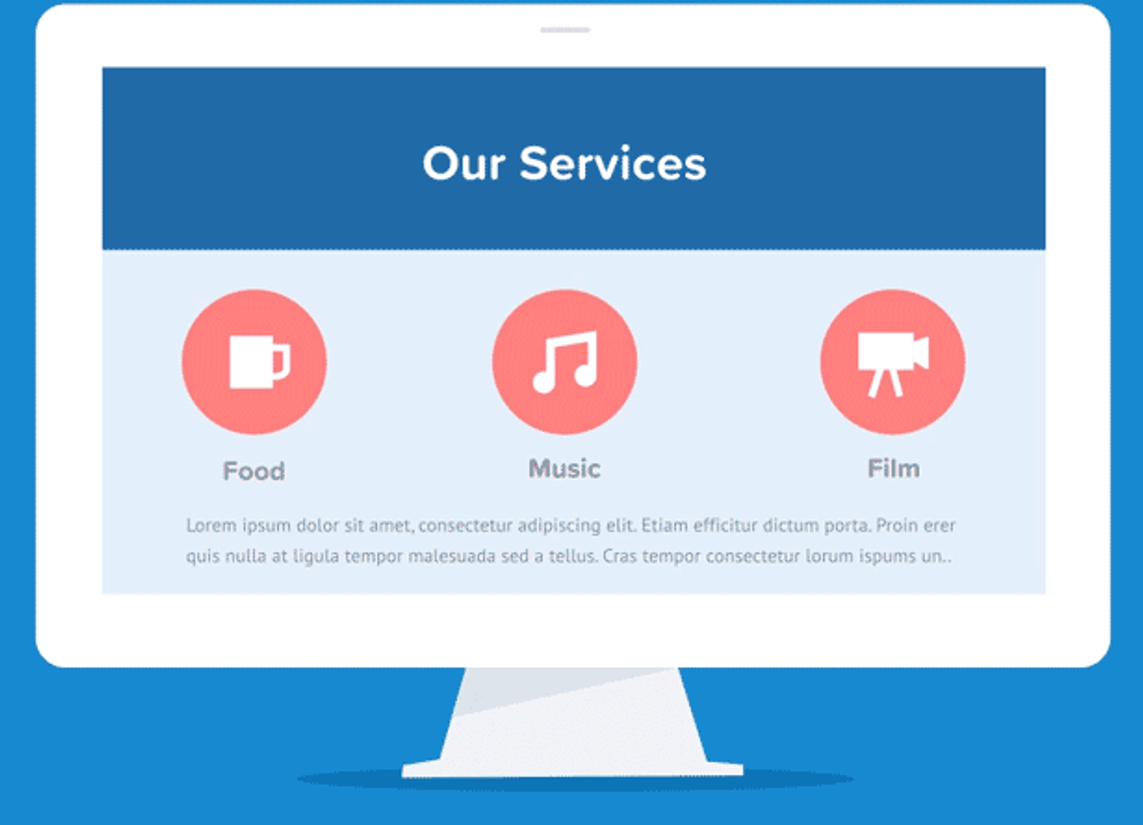 Our Services
Food Music Film
Lorem ipsum dolor sit amet, consectetur adipiscing elit. Etiam efficitur dictum porta. Proin erer
quis nulla at ligula tempor malesuada sed a tellus. Cras tempor consectetur lorum ispums un..